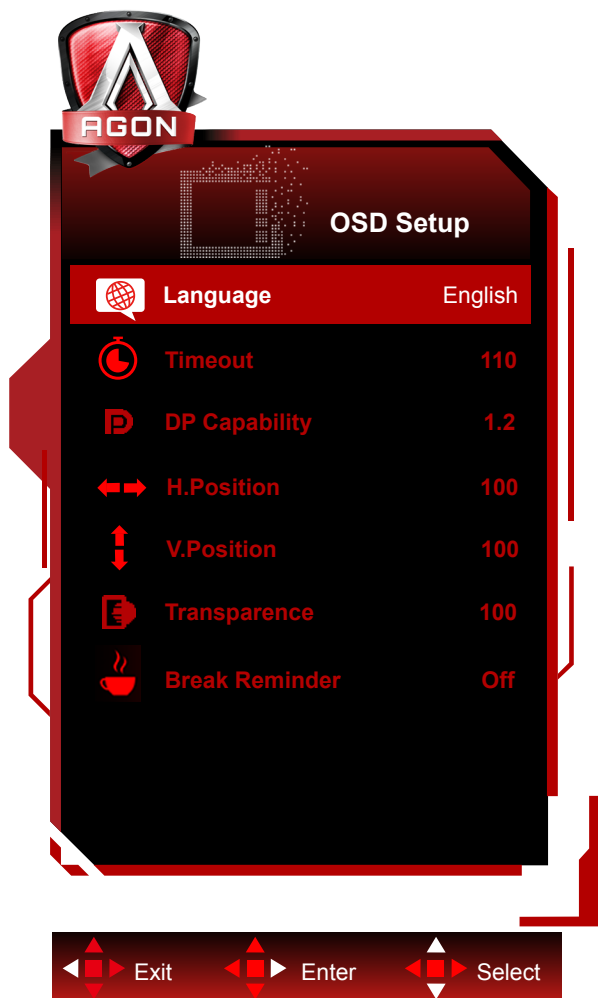 AGON
OSD Setup
Language English
Timeout 110
DP Capability 1.2
H.Position 100
V.Position 100
Transparence 100
Break Reminder Off
Exit Enter Select